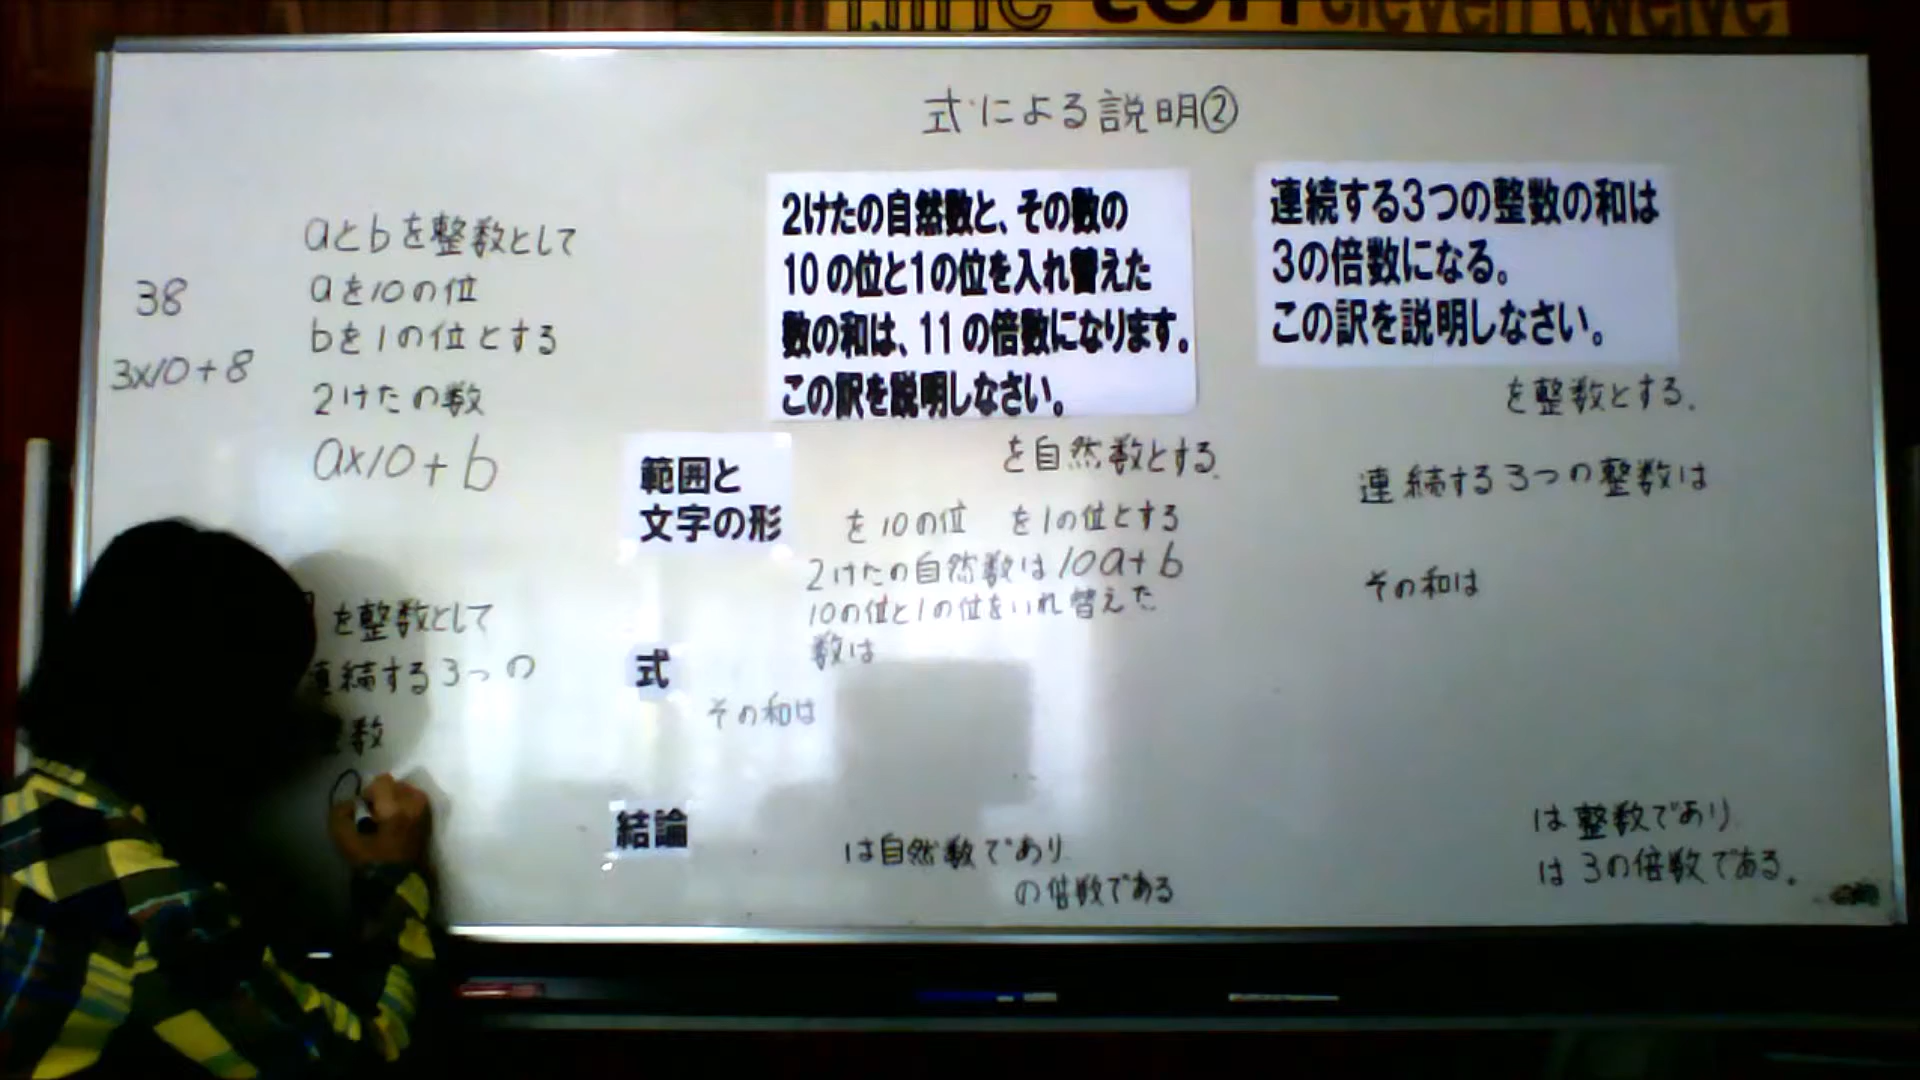 eleven twelve
式による説明②
38
3×10+8
aとbを整数として
aを10の位
bを1の位とする
2けたの数
a×10+b
を整数として
続する3つの
数
2けたの自然数と、その数の
10の位と1の位を入れ替えた
数の和は、11の倍数になります。
この訳を説明しなさい。
範囲と
文字の形
式
結論
を自然数とする.
を10の位 を1の位とする
2けたの自然数は10a+b
10の位と1の位をいれ替えた
数は
その和は
は自然数であり
の倍数である
連続する3つの整数の和は
3の倍数になる。
この訳を説明しなさい。
を整数とする.
連続する3つの整数は
その和は
は整数であり
は3の倍数である.